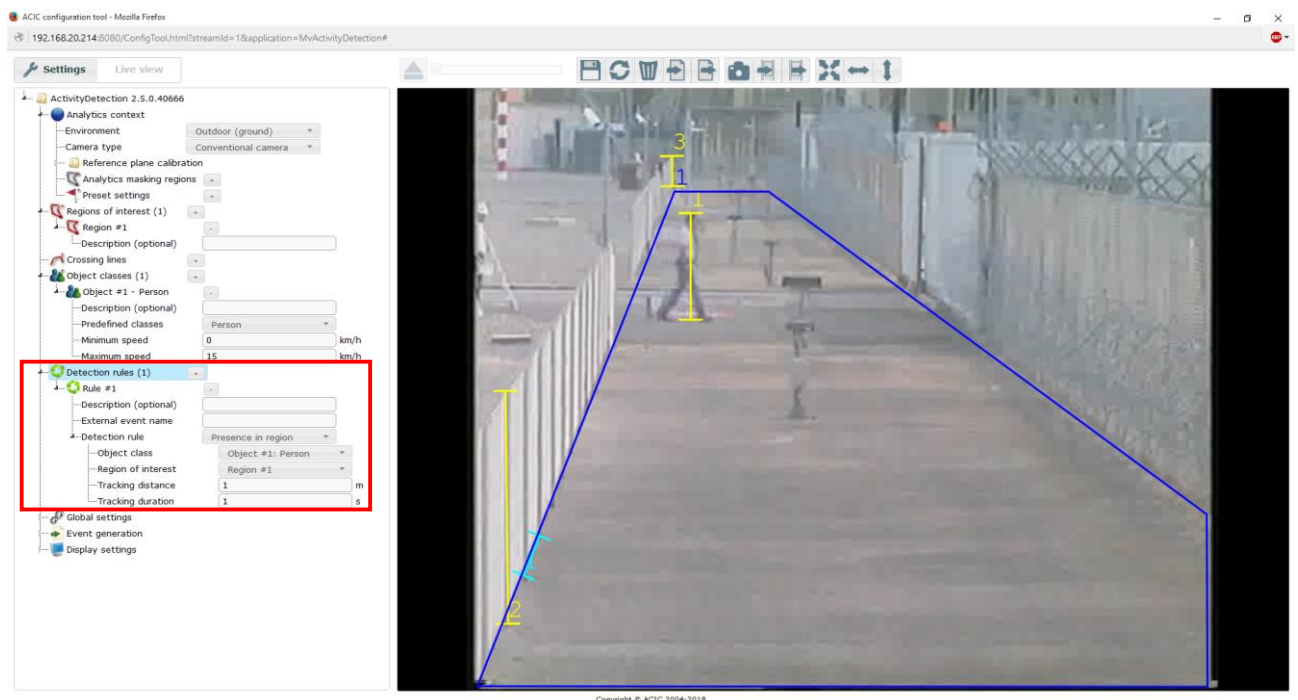 ACIC configuration tool - Mozilla Firefox
192.168.20.214:8080/ConfigTool.html?streamId=1&application=MvActivityDetection#
Settings Live view
ActivityDetection 2.5.0.40666
Analytics context
Environment Outdoor (ground)
Camera type Conventional camera
Reference plane calibration
Analytics masking regions +
Preset settings +
Regions of interest (1) +
Region #1 -
Description (optional)
Crossing lines +
Object classes (1) +
Object #1 - Person -
Description (optional)
Predefined classes Person
Minimum speed 0 km/h
Maximum speed 15 km/h
Detection rules (1) +
Rule #1 -
Description (optional)
External event name
Detection rule Presence in region
Object class Object #1: Person
Region of interest Region #1
Tracking distance 1 m
Tracking duration 1 s
Global settings
Event generation
Display settings
3
1
1
2
Copyright © ACIC 2004-2018